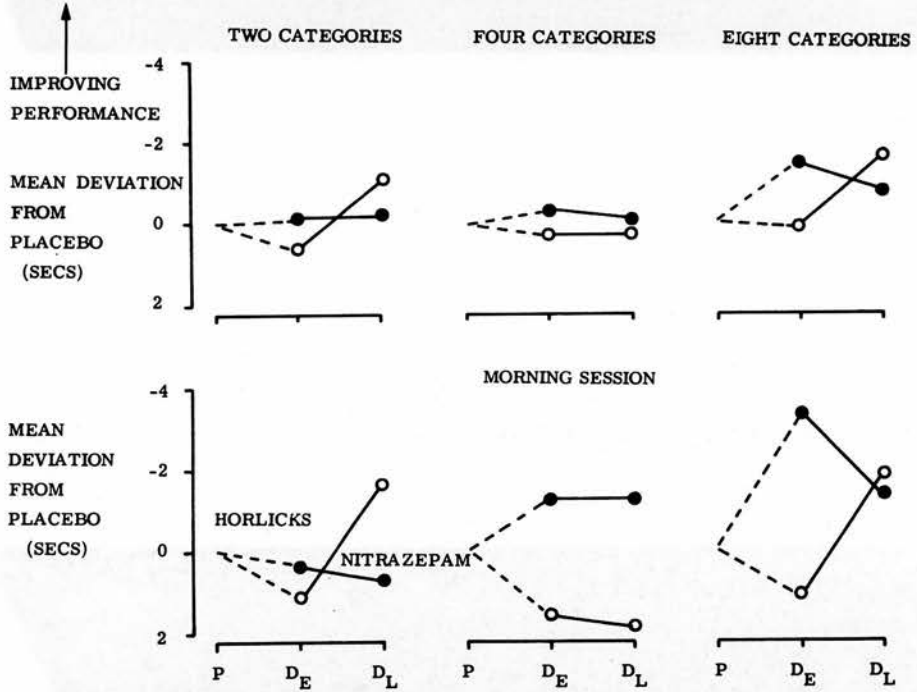 TWO CATEGORIES
FOUR CATEGORIES
EIGHT CATEGORIES
-4
IMPROVING
PERFORMANCE
-2
MEAN DEVIATION
FROM
PLACEBO
(SECS)
0
2
MORNING SESSION
-4
MEAN
DEVIATION
FROM
PLACEBO
(SECS)
-2
HORLICKS
0
NITRAZEPAM
2
P DE DL P DE DL P DE DL